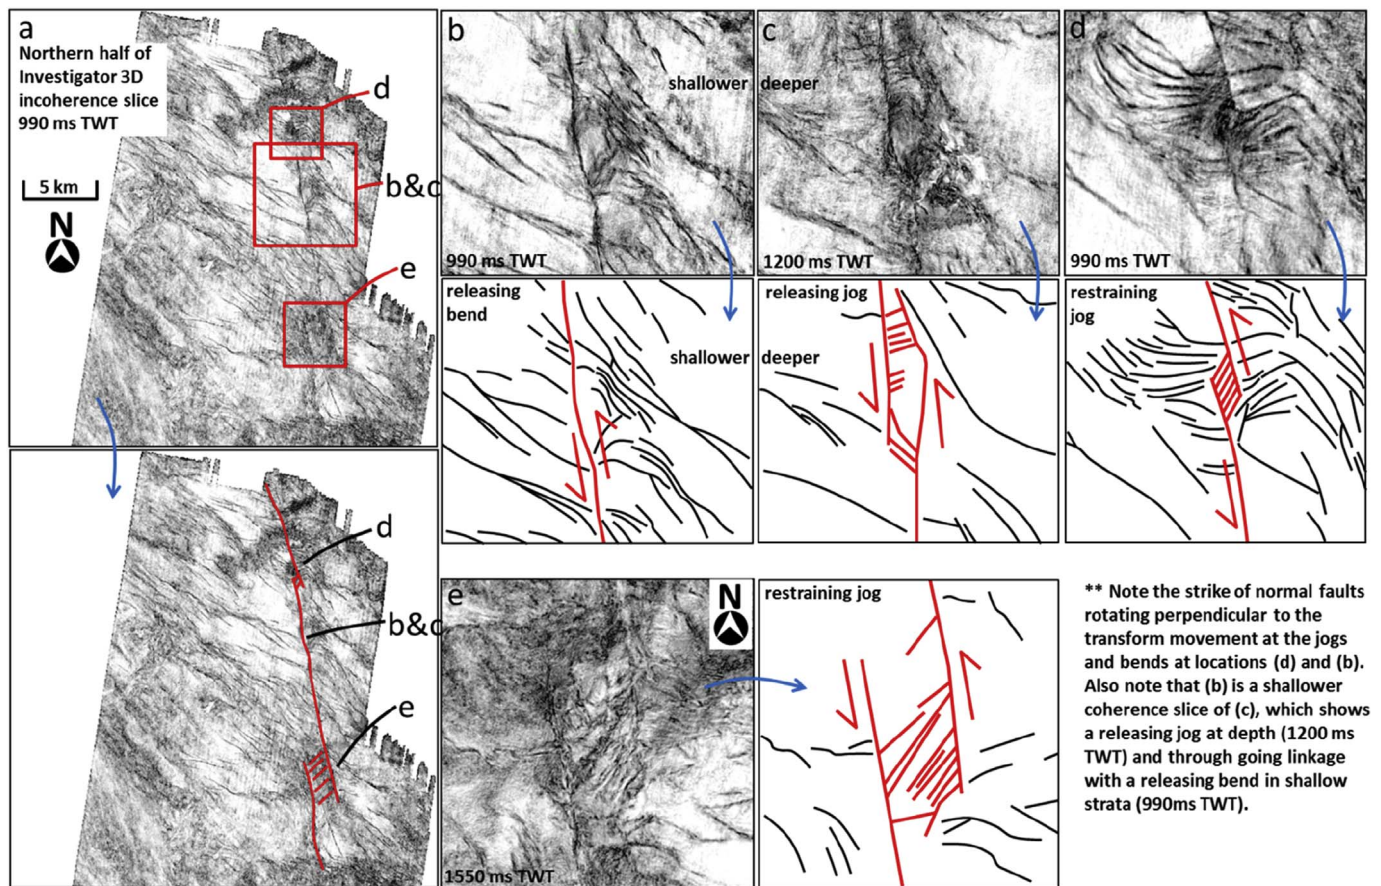 a
Northern half of
Investigator 3D
incoherence slice
990 ms TWT
5 km
N
d
b&c
e
b
shallower
990 ms TWT
c
deeper
1200 ms TWT
d
990 ms TWT
releasing
bend
shallower
releasing jog
deeper
restraining
jog
d
b&c
e
e
N
1550 ms TWT
restraining jog
** Note the strike of normal faults
rotating perpendicular to the
transform movement at the jogs
and bends at locations (d) and (b).
Also note that (b) is a shallower
coherence slice of (c), which shows
a releasing jog at depth (1200 ms
TWT) and through going linkage
with a releasing bend in shallow
strata (990ms TWT).